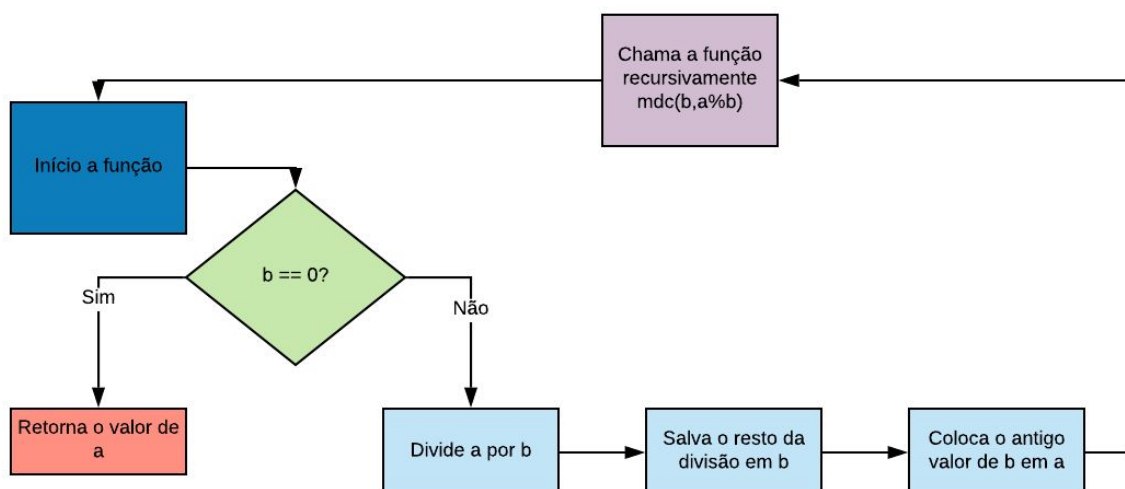 Chama a função
recursivamente
mdc(b,a%b)
Início a função
b == 0?
Sim
Não
Retorna o valor de
a
Divide a por b
Salva o resto da
divisão em b
Coloca o antigo
valor de b em a